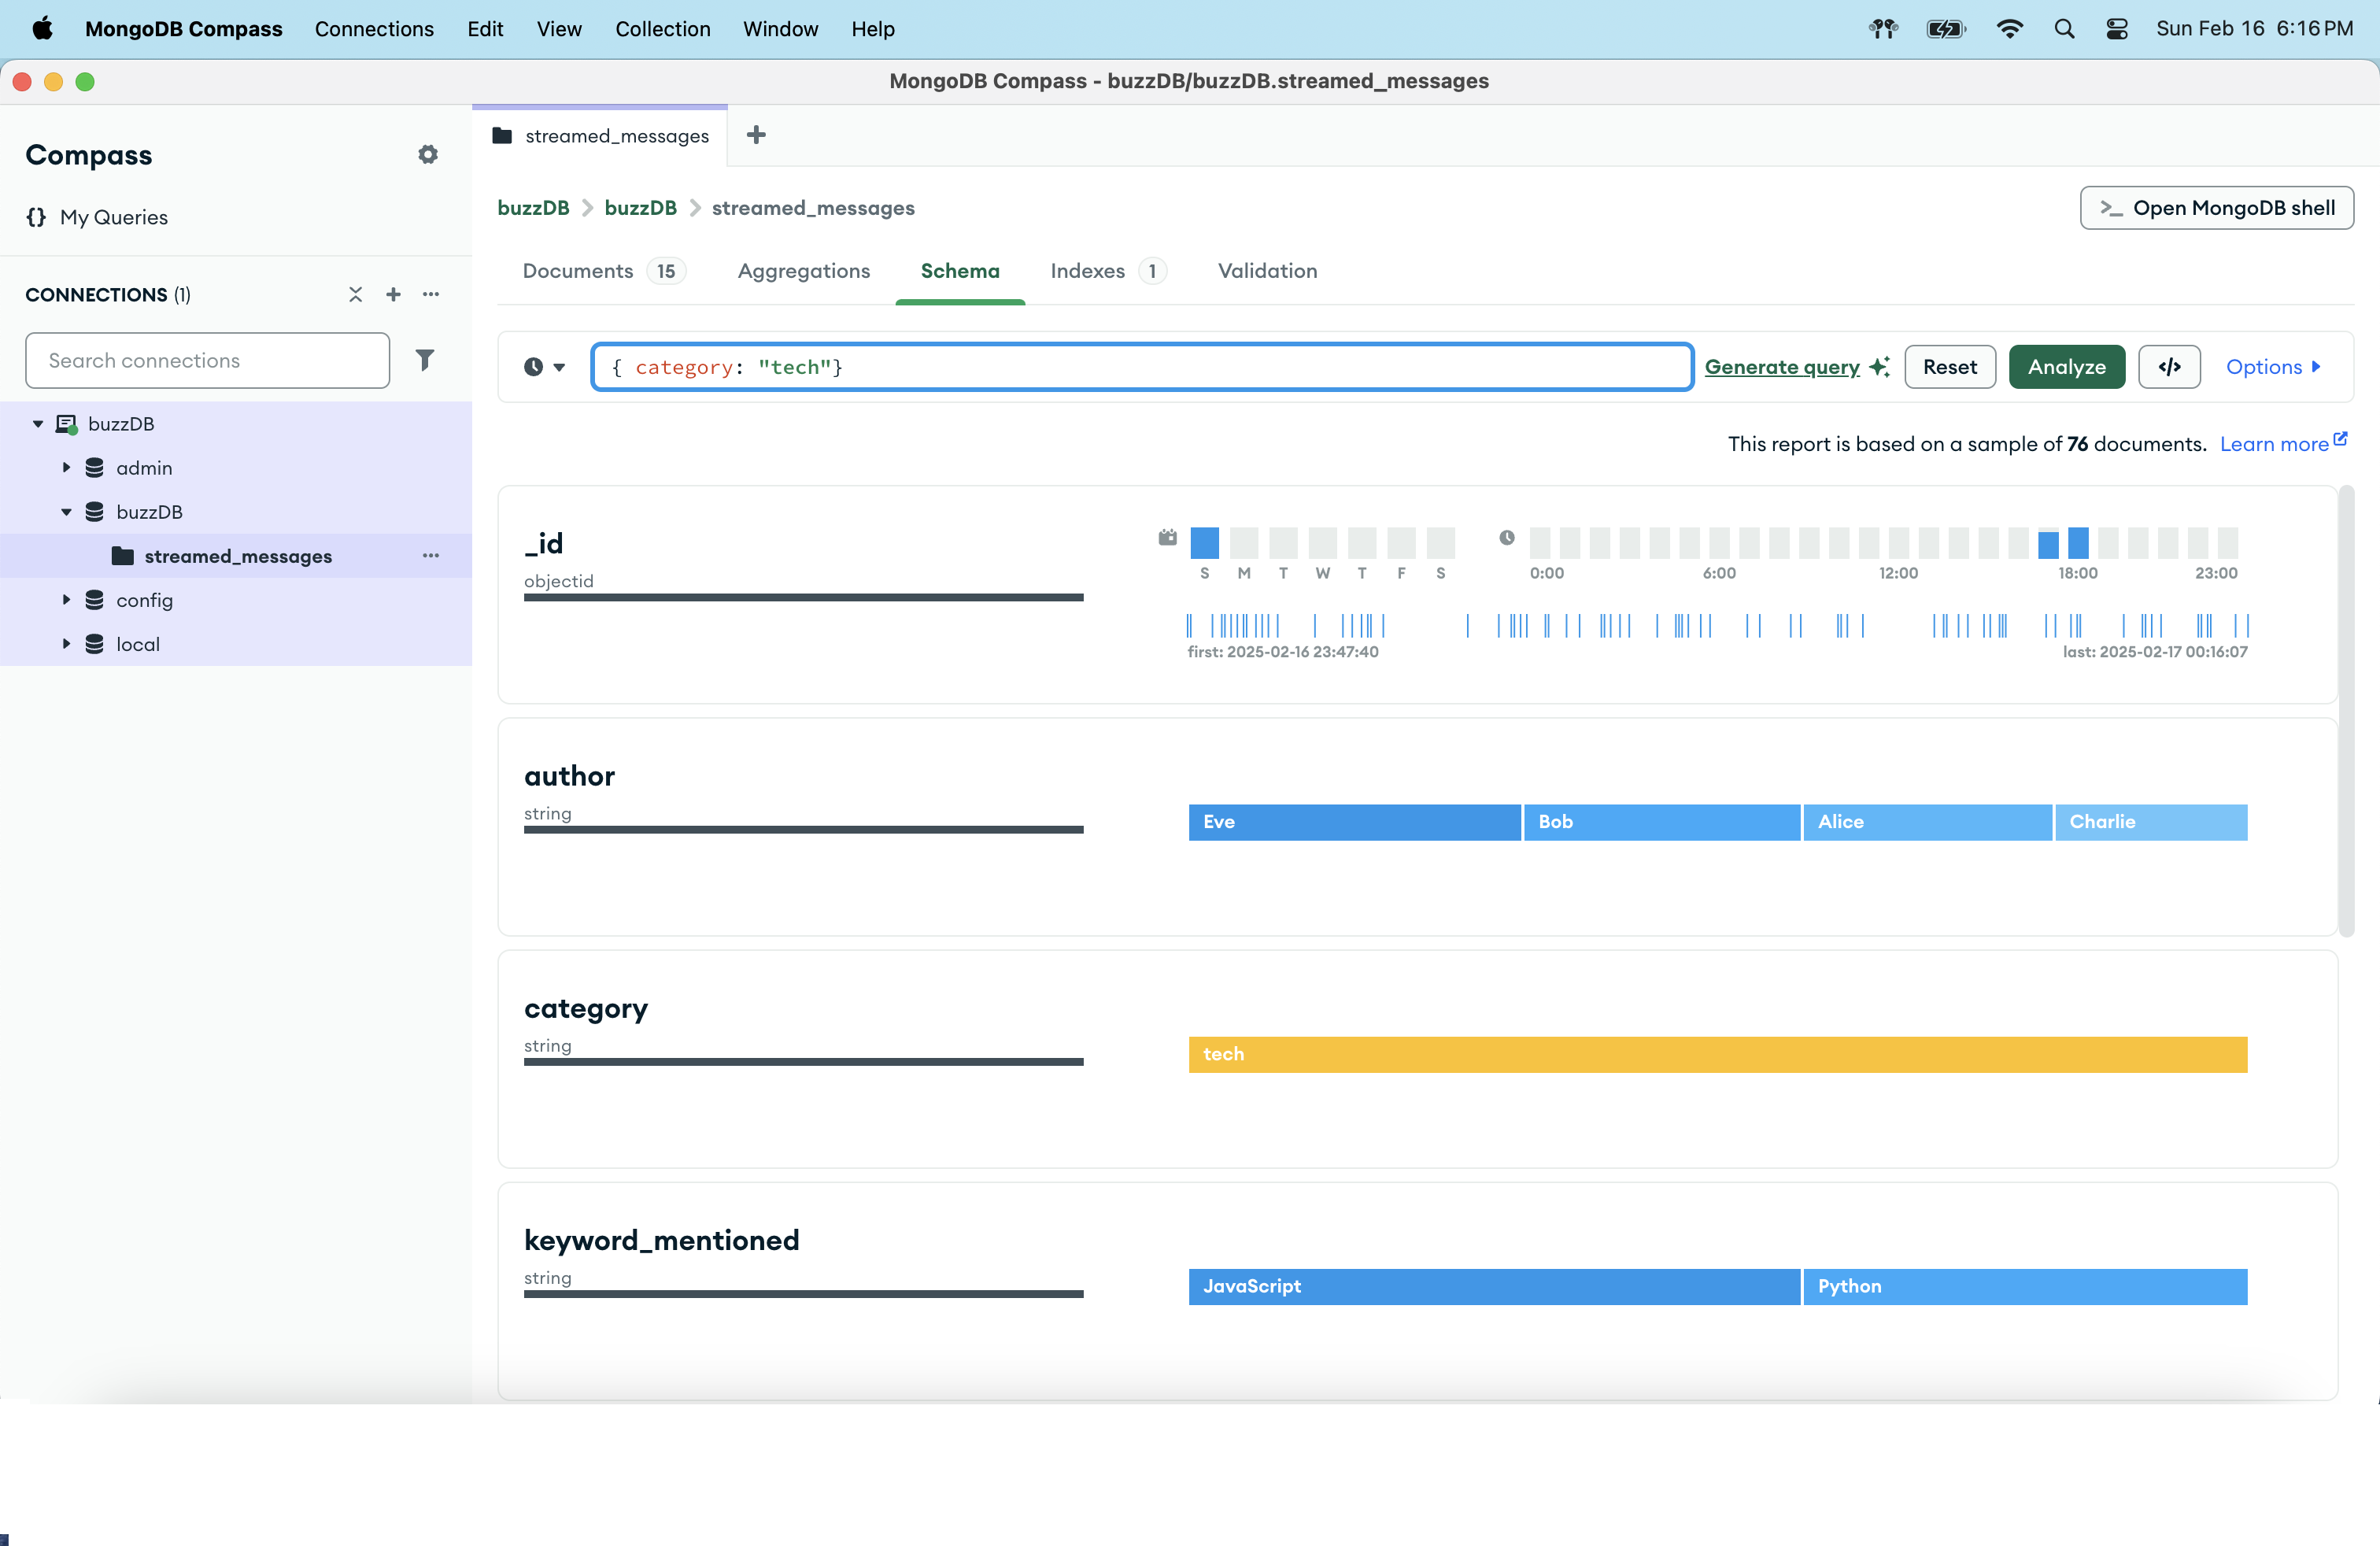 MongoDB Compass Connections Edit View Collection Window Help Sun Feb 16 6:16 PM
MongoDB Compass - buzzDB/buzzDB.streamed_messages
Compass
{} My Queries
CONNECTIONS (1)
Search connections
buzzDB
admin
buzzDB
streamed_messages
config
local
streamed_messages
buzzDB > buzzDB > streamed_messages
>_ Open MongoDB shell
Documents 15 Aggregations Schema Indexes 1 Validation
{ category: "tech"}
Generate query Reset Analyze </> Options
This report is based on a sample of 76 documents. Learn more
_id
objectid
S M T W T F S 0:00 6:00 12:00 18:00 23:00
first: 2025-02-16 23:47:40 last: 2025-02-17 00:16:07
author
string
Eve Bob Alice Charlie
category
string
tech
keyword_mentioned
string
JavaScript Python